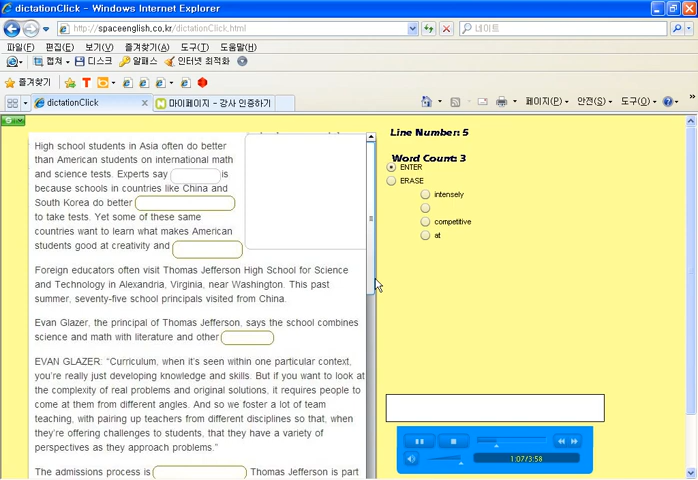 dictationClick - Windows Internet Explorer
http://spaceenglish.co.kr/dictationClick.html
네이트
파일(F) 편집(E) 보기(V) 즐겨찾기(A) 도구(T) 도움말(H)
캡쳐 디스크 알패스 인터넷 최적화
즐겨찾기
dictationClick
마이페이지 - 강사 인증하기
페이지(P) 안전(S) 도구(O)
High school students in Asia often do better
than American students on international math
and science tests. Experts say is
because schools in countries like China and
South Korea do better
to take tests. Yet some of these same
countries want to learn what makes American
students good at creativity and
Foreign educators often visit Thomas Jefferson High School for Science
and Technology in Alexandria, Virginia, near Washington. This past
summer, seventy-five school principals visited from China.
Evan Glazer, the principal of Thomas Jefferson, says the school combines
science and math with literature and other
EVAN GLAZER: “Curriculum, when it's seen within one particular context,
you're really just developing knowledge and skills. But if you want to look at
the complexity of real problems and original solutions, it requires people to
come at them from different angles. And so we foster a lot of team
teaching, with pairing up teachers from different disciplines so that, when
they're offering challenges to students, that they have a variety of
perspectives as they approach problems.”
The admissions process is Thomas Jefferson is part
Line Number: 5
Word Count: 3
ENTER
ERASE
intensely
competitive
at
1:07/3:58